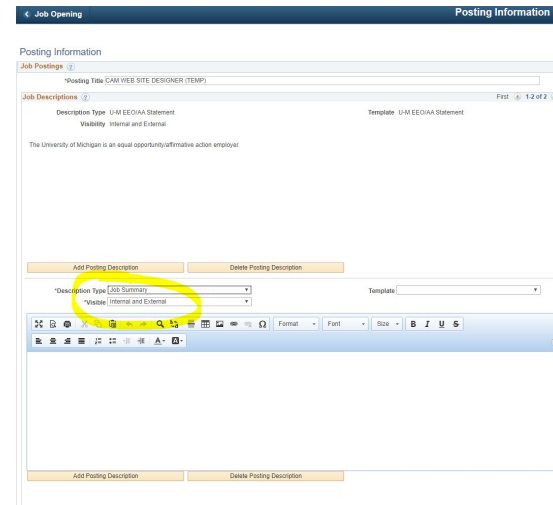 Job Opening Posting Information
Posting Information
Job Postings ?
*Posting Title CAM WEB SITE DESIGNER (TEMP)
Job Descriptions ? First 1-2 of 2
Description Type U-M EEO/AA Statement Template U-M EEO/AA Statement
Visibility Internal and External
The University of Michigan is an equal opportunity/affirmative action employer.
Add Posting Description Delete Posting Description
*Description Type Job Summary Template
*Visible Internal and External
Format Font Size B I U S
A A
Add Posting Description Delete Posting Description